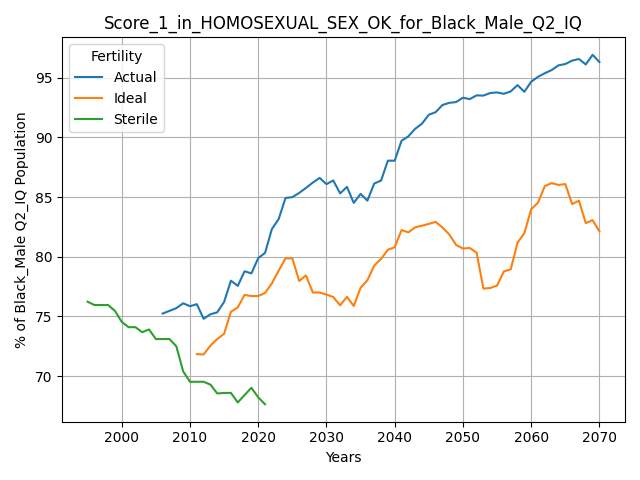 Score_1_in_HOMOSEXUAL_SEX_OK_for_Black_Male_Q2_IQ
Fertility
Actual
Ideal
Sterile
% of Black_Male Q2_IQ Population
95
90
85
80
75
70
2000 2010 2020 2030 2040 2050 2060 2070
Years